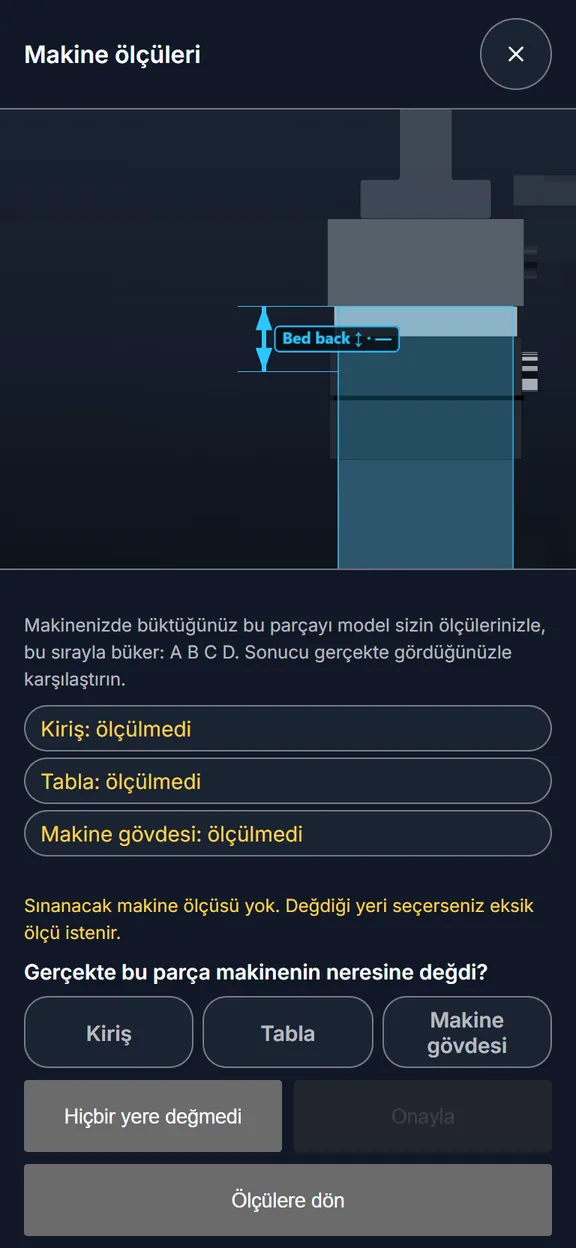 Makine ölçüleri
Bed back ↕ · —
Makinenizde büktüğünüz bu parçayı model sizin ölçülerinizle,
bu sırayla büker: A B C D. Sonucu gerçekte gördüğünüzle
karşılaştırın.
Kiriş: ölçülmedi
Tabla: ölçülmedi
Makine gövdesi: ölçülmedi
Sınanacak makine ölçüsü yok. Değdiği yeri seçerseniz eksik
ölçü istenir.
Gerçekte bu parça makinenin neresine değdi?
Kiriş
Tabla
Makine
gövdesi
Hiçbir yere değmedi
Onayla
Ölçülere dön